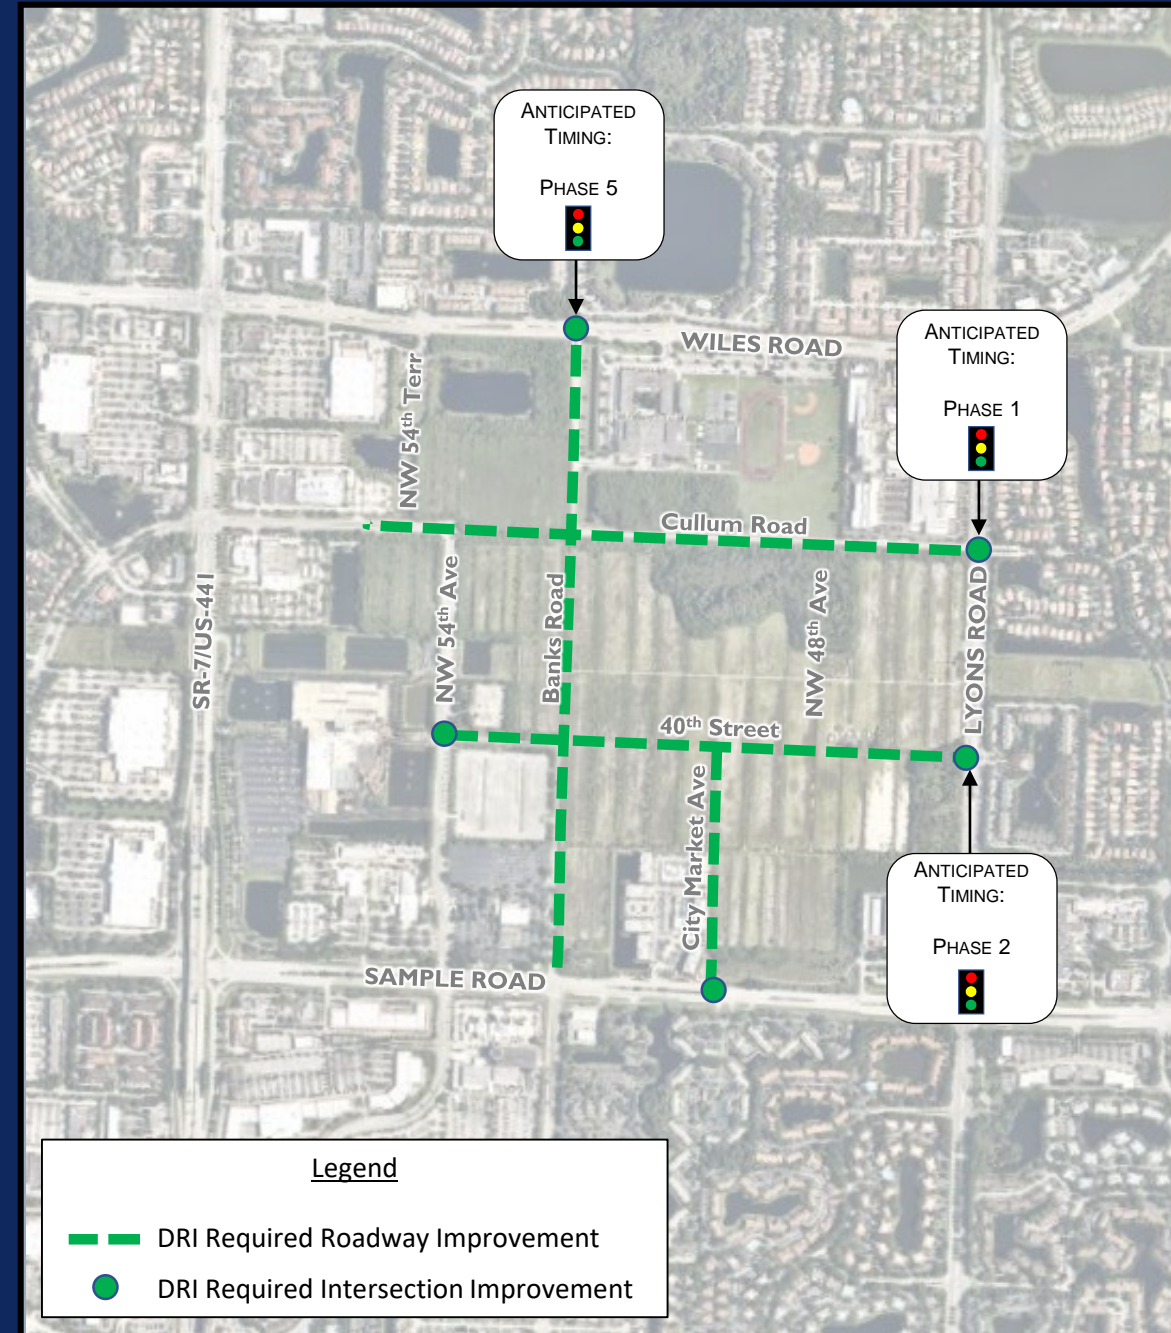 ANTICIPATED
TIMING:
PHASE 5
WILES ROAD
ANTICIPATED
TIMING:
PHASE 1
NW 54th Terr
Cullum Road
SR-7/US-441
NW 54th Ave
Banks Road
NW 48th Ave
LYONS ROAD
40th Street
City Market Ave
ANTICIPATED
TIMING:
PHASE 2
SAMPLE ROAD
Legend
DRI Required Roadway Improvement
DRI Required Intersection Improvement